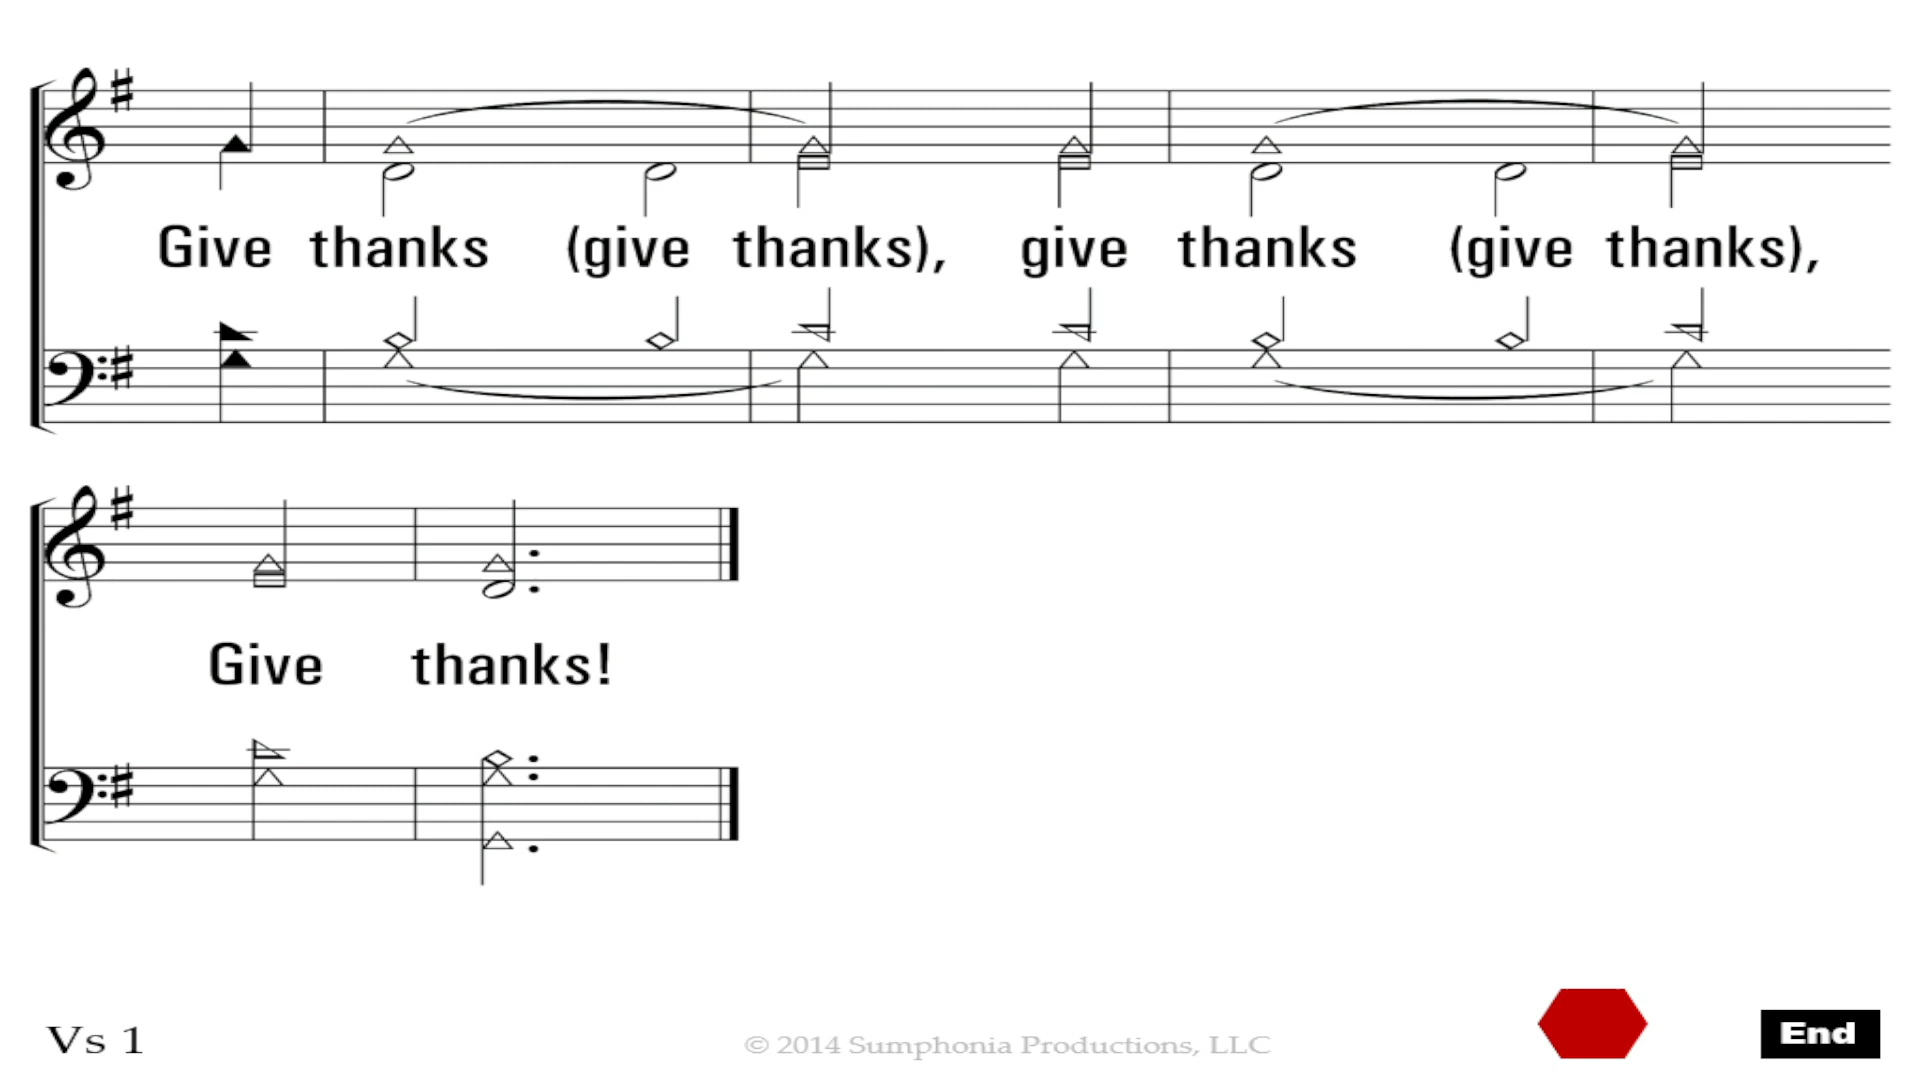 Give thanks (give thanks), give thanks (give thanks),
Give thanks!
Vs 1
© 2014 Sumphonia Productions, LLC
End